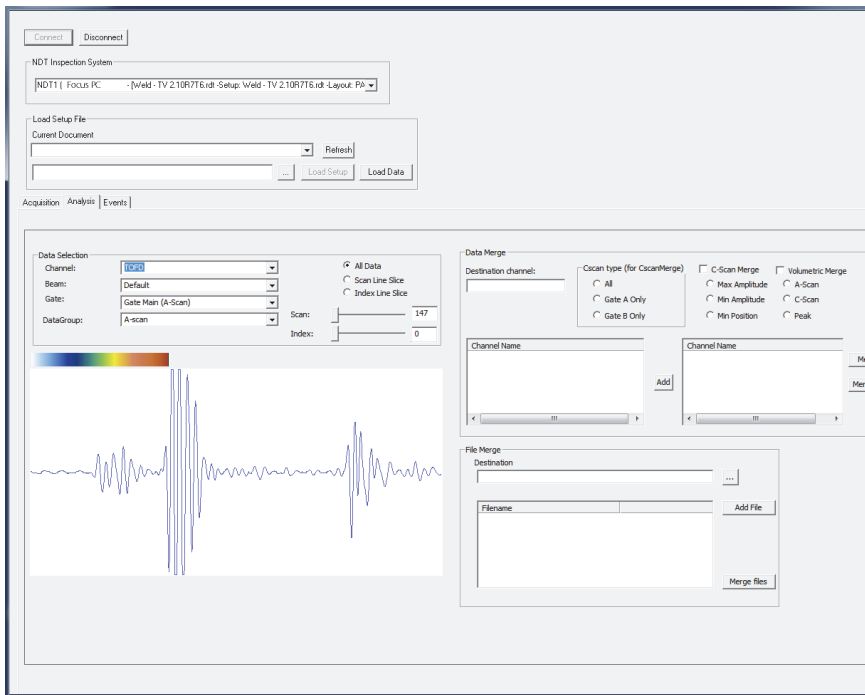 Connect Disconnect
NDT Inspection System
NDT1 ( Focus PC - [Weld - TV 2.10R7T6.rdt -Setup: Weld - TV 2.10R7T6.rdt -Layout: PA
Load Setup File
Current Document
Refresh
... Load Setup Load Data
Acquisition Analysis Events
Data Selection
Channel: TOFD
Beam: Default
Gate: Gate Main (A-Scan)
DataGroup: A-scan
All Data
Scan Line Slice
Index Line Slice
Scan: 147
Index: 0
Data Merge
Destination channel:
Cscan type (for CscanMerge)
All
Gate A Only
Gate B Only
C-Scan Merge
Max Amplitude
Min Amplitude
Min Position
Volumetric Merge
A-Scan
C-Scan
Peak
Channel Name
Add
Channel Name
File Merge
Destination
...
Filename
Add File
Merge files